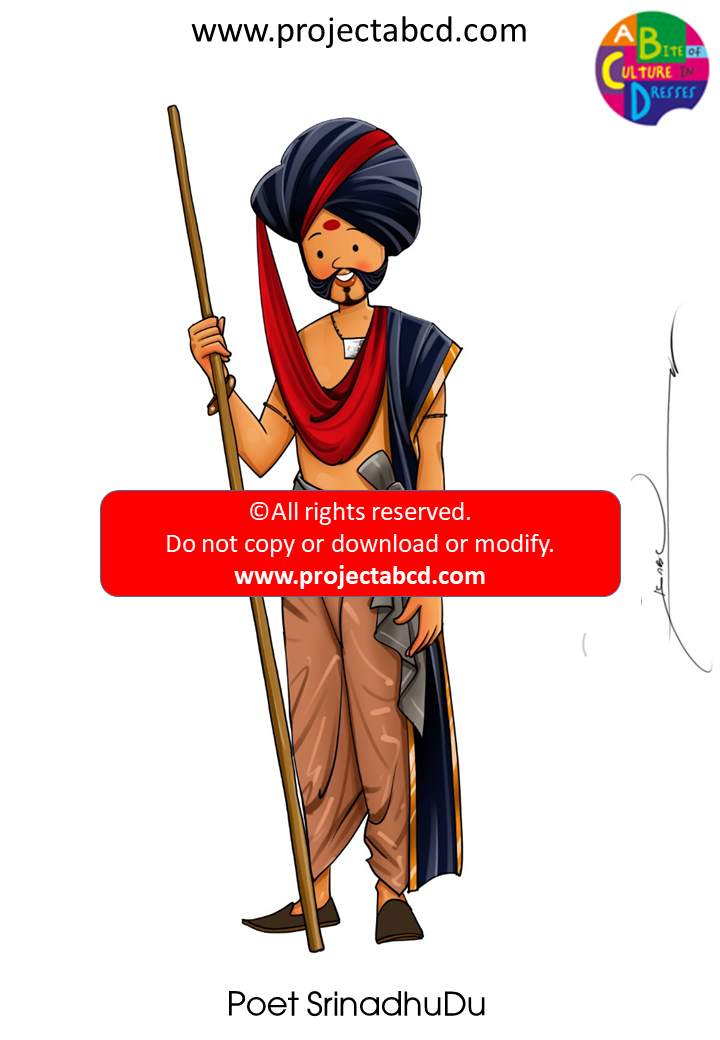 www.projectabcd.com
A BITE OF
CULTURE IN
DRESSES
©All rights reserved.
Do not copy or download or modify.
www.projectabcd.com
Poet SrinadhuDu